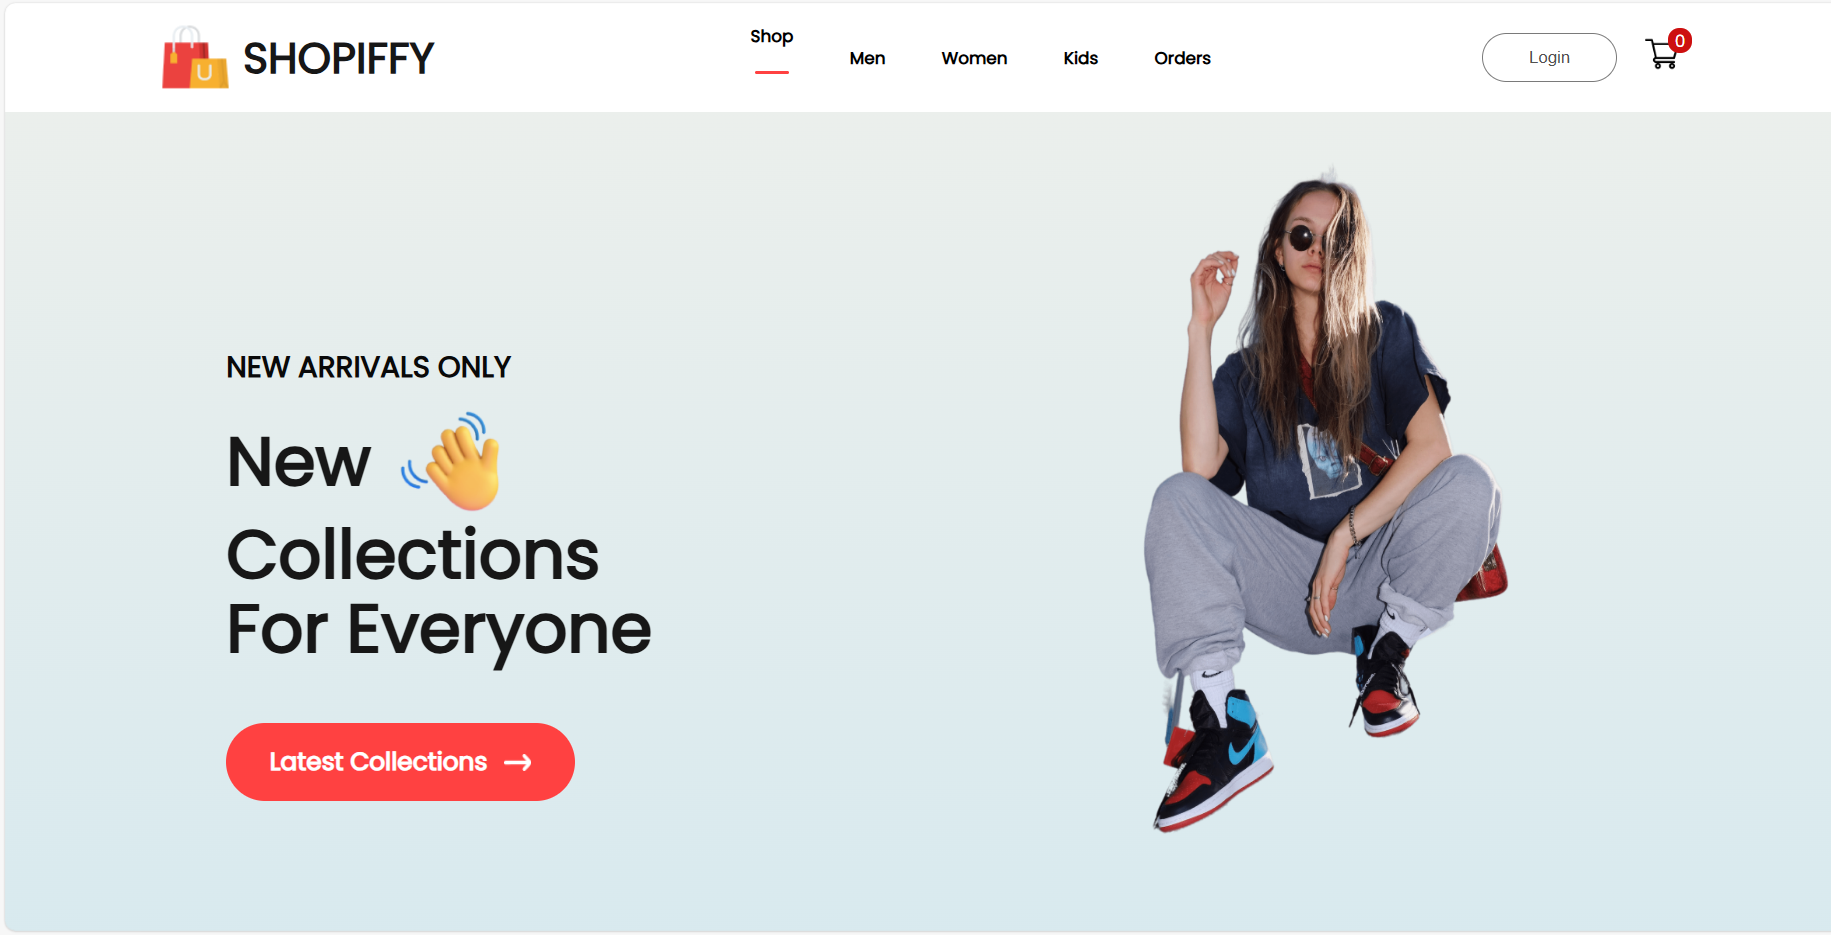 SHOPIFFY
Shop
Men
Women
Kids
Orders
Login
0
NEW ARRIVALS ONLY
New
Collections
For Everyone
Latest Collections
U